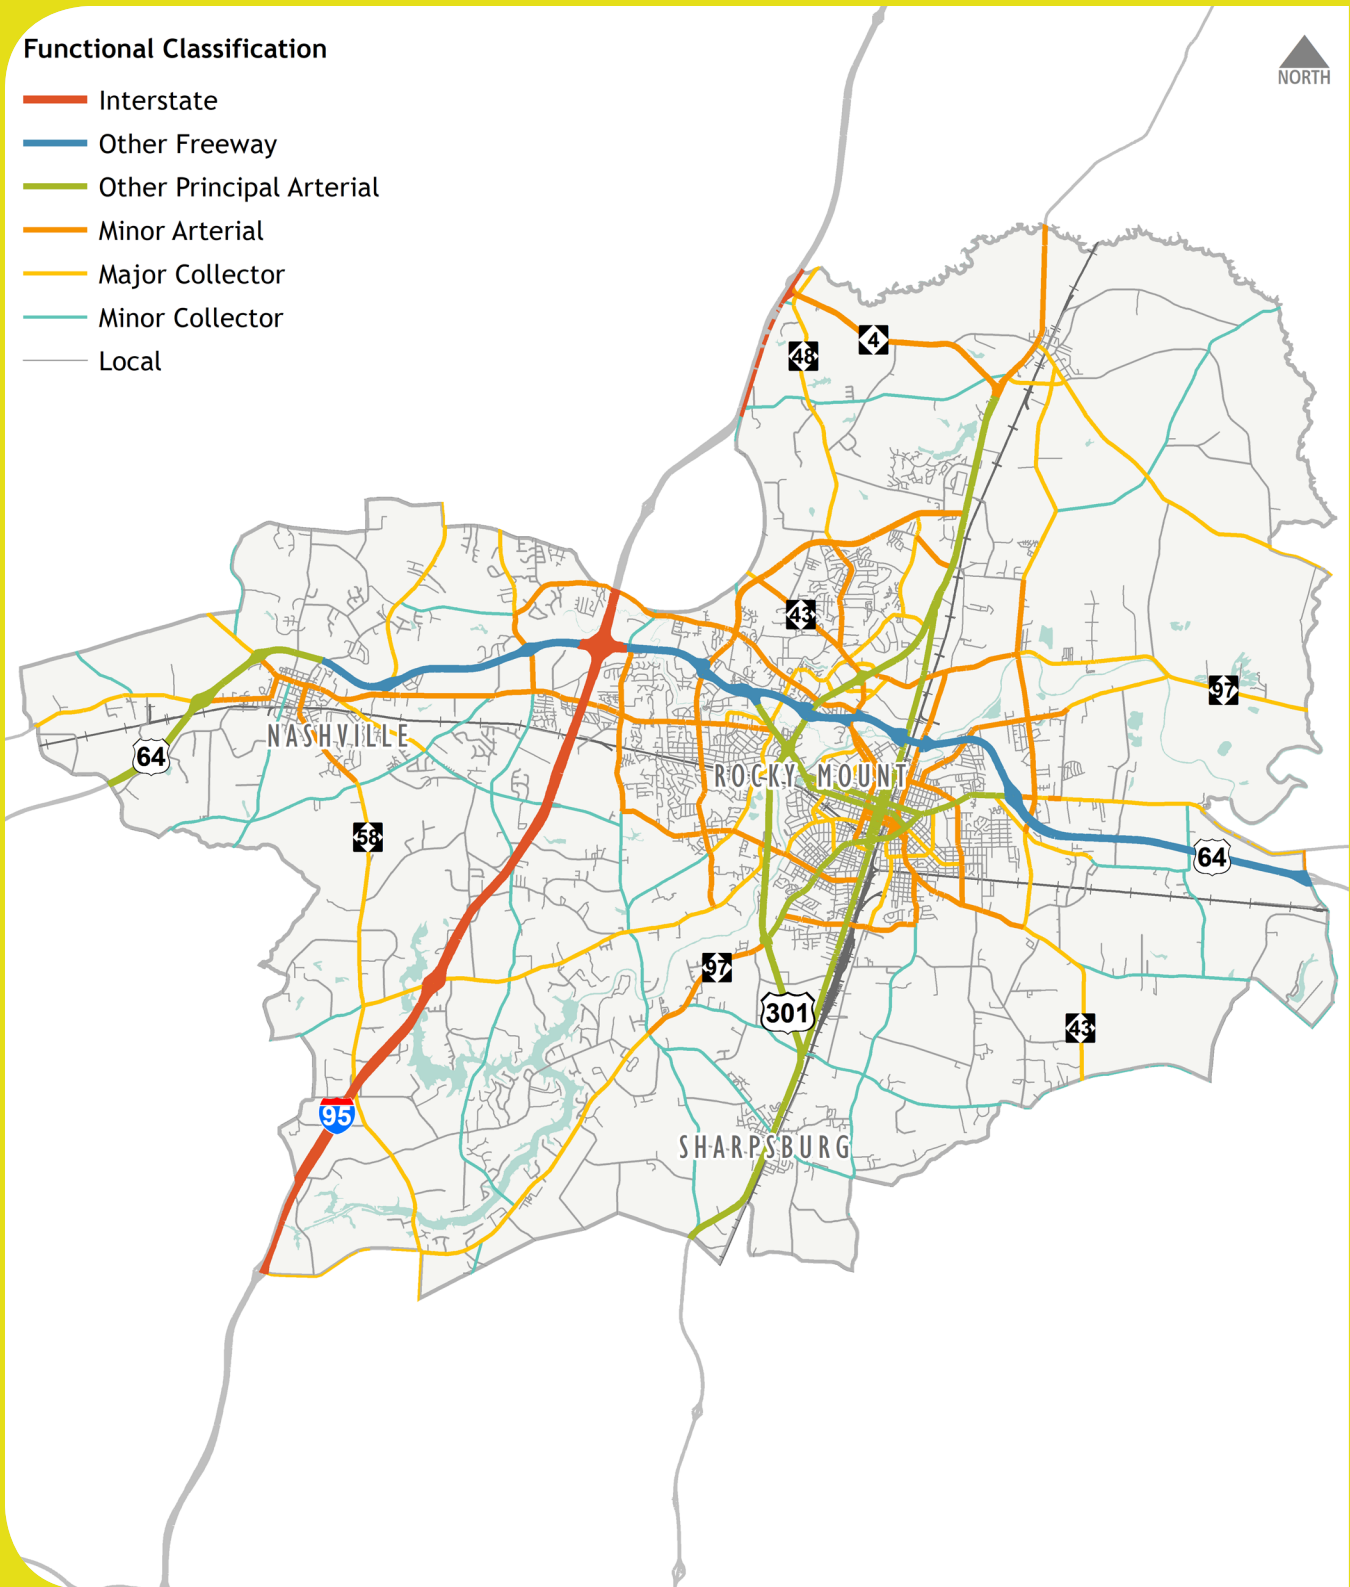 Functional Classification
Interstate
Other Freeway
Other Principal Arterial
Minor Arterial
Major Collector
Minor Collector
Local
NORTH
4
48
43
97
NASHVILLE
64
ROCKY MOUNT
58
64
97
301
43
95
SHARPSBURG